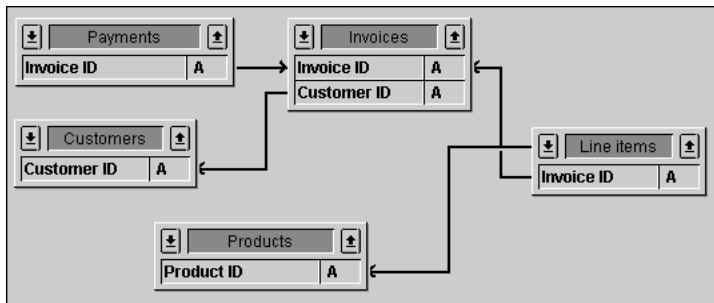 Payments
Invoice ID A
Invoices
Invoice ID A
Customer ID A
Customers
Customer ID A
Line items
Invoice ID A
Products
Product ID A